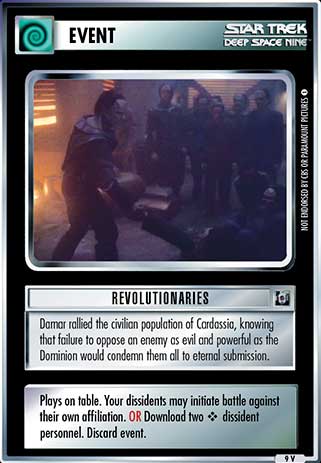 EVENT
STAR TREK
DEEP SPACE NINE
NOT ENDORSED BY CBS OR PARAMOUNT PICTURES
REVOLUTIONARIES
Damar rallied the civilian population of Cardassia, knowing
that failure to oppose an enemy as evil and powerful as the
Dominion would condemn them all to eternal submission.
Plays on table. Your dissidents may initiate battle against
their own affiliation. OR Download two ❖ dissident
personnel. Discard event.
9 V